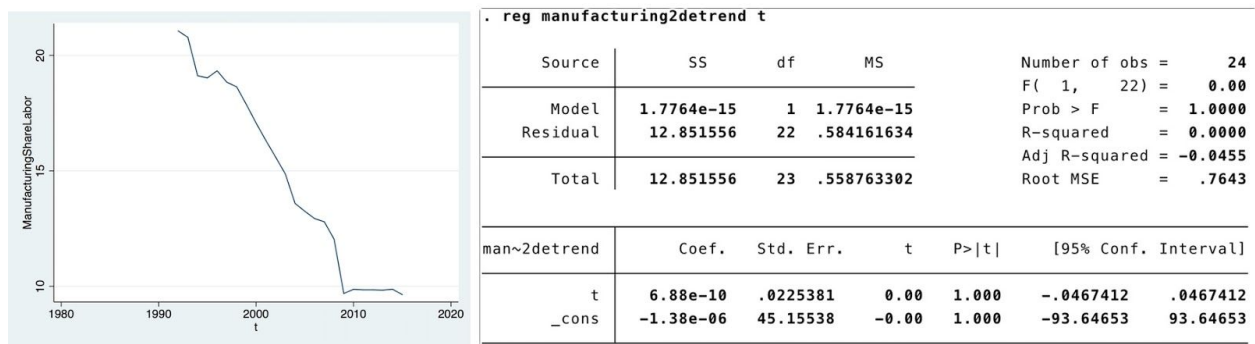 ManufacturingShareLabor
20
15
10
1980 1990 2000 2010 2020
t
. reg manufacturing2detrend t
Source SS df MS Number of obs = 24
F( 1, 22) = 0.00
Model 1.7764e-15 1 1.7764e-15 Prob > F = 1.0000
Residual 12.851556 22 .584161634 R-squared = 0.0000
Adj R-squared = -0.0455
Total 12.851556 23 .558763302 Root MSE = .7643
man~2detrend Coef. Std. Err. t P>|t| [95% Conf. Interval]
t 6.88e-10 .0225381 0.00 1.000 -.0467412 .0467412
_cons -1.38e-06 45.15538 -0.00 1.000 -93.64653 93.64653